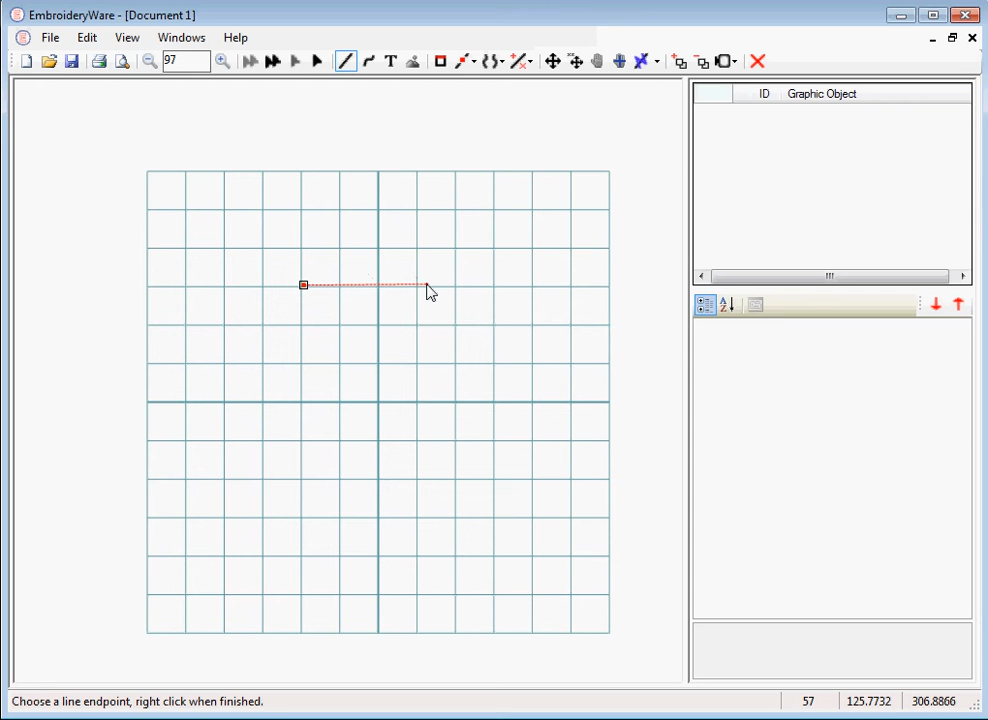 EmbroideryWare - [Document 1]
File Edit View Windows Help
97
T
ID Graphic Object
A
Z
Choose a line endpoint, right click when finished. 57 125.7732 306.8866